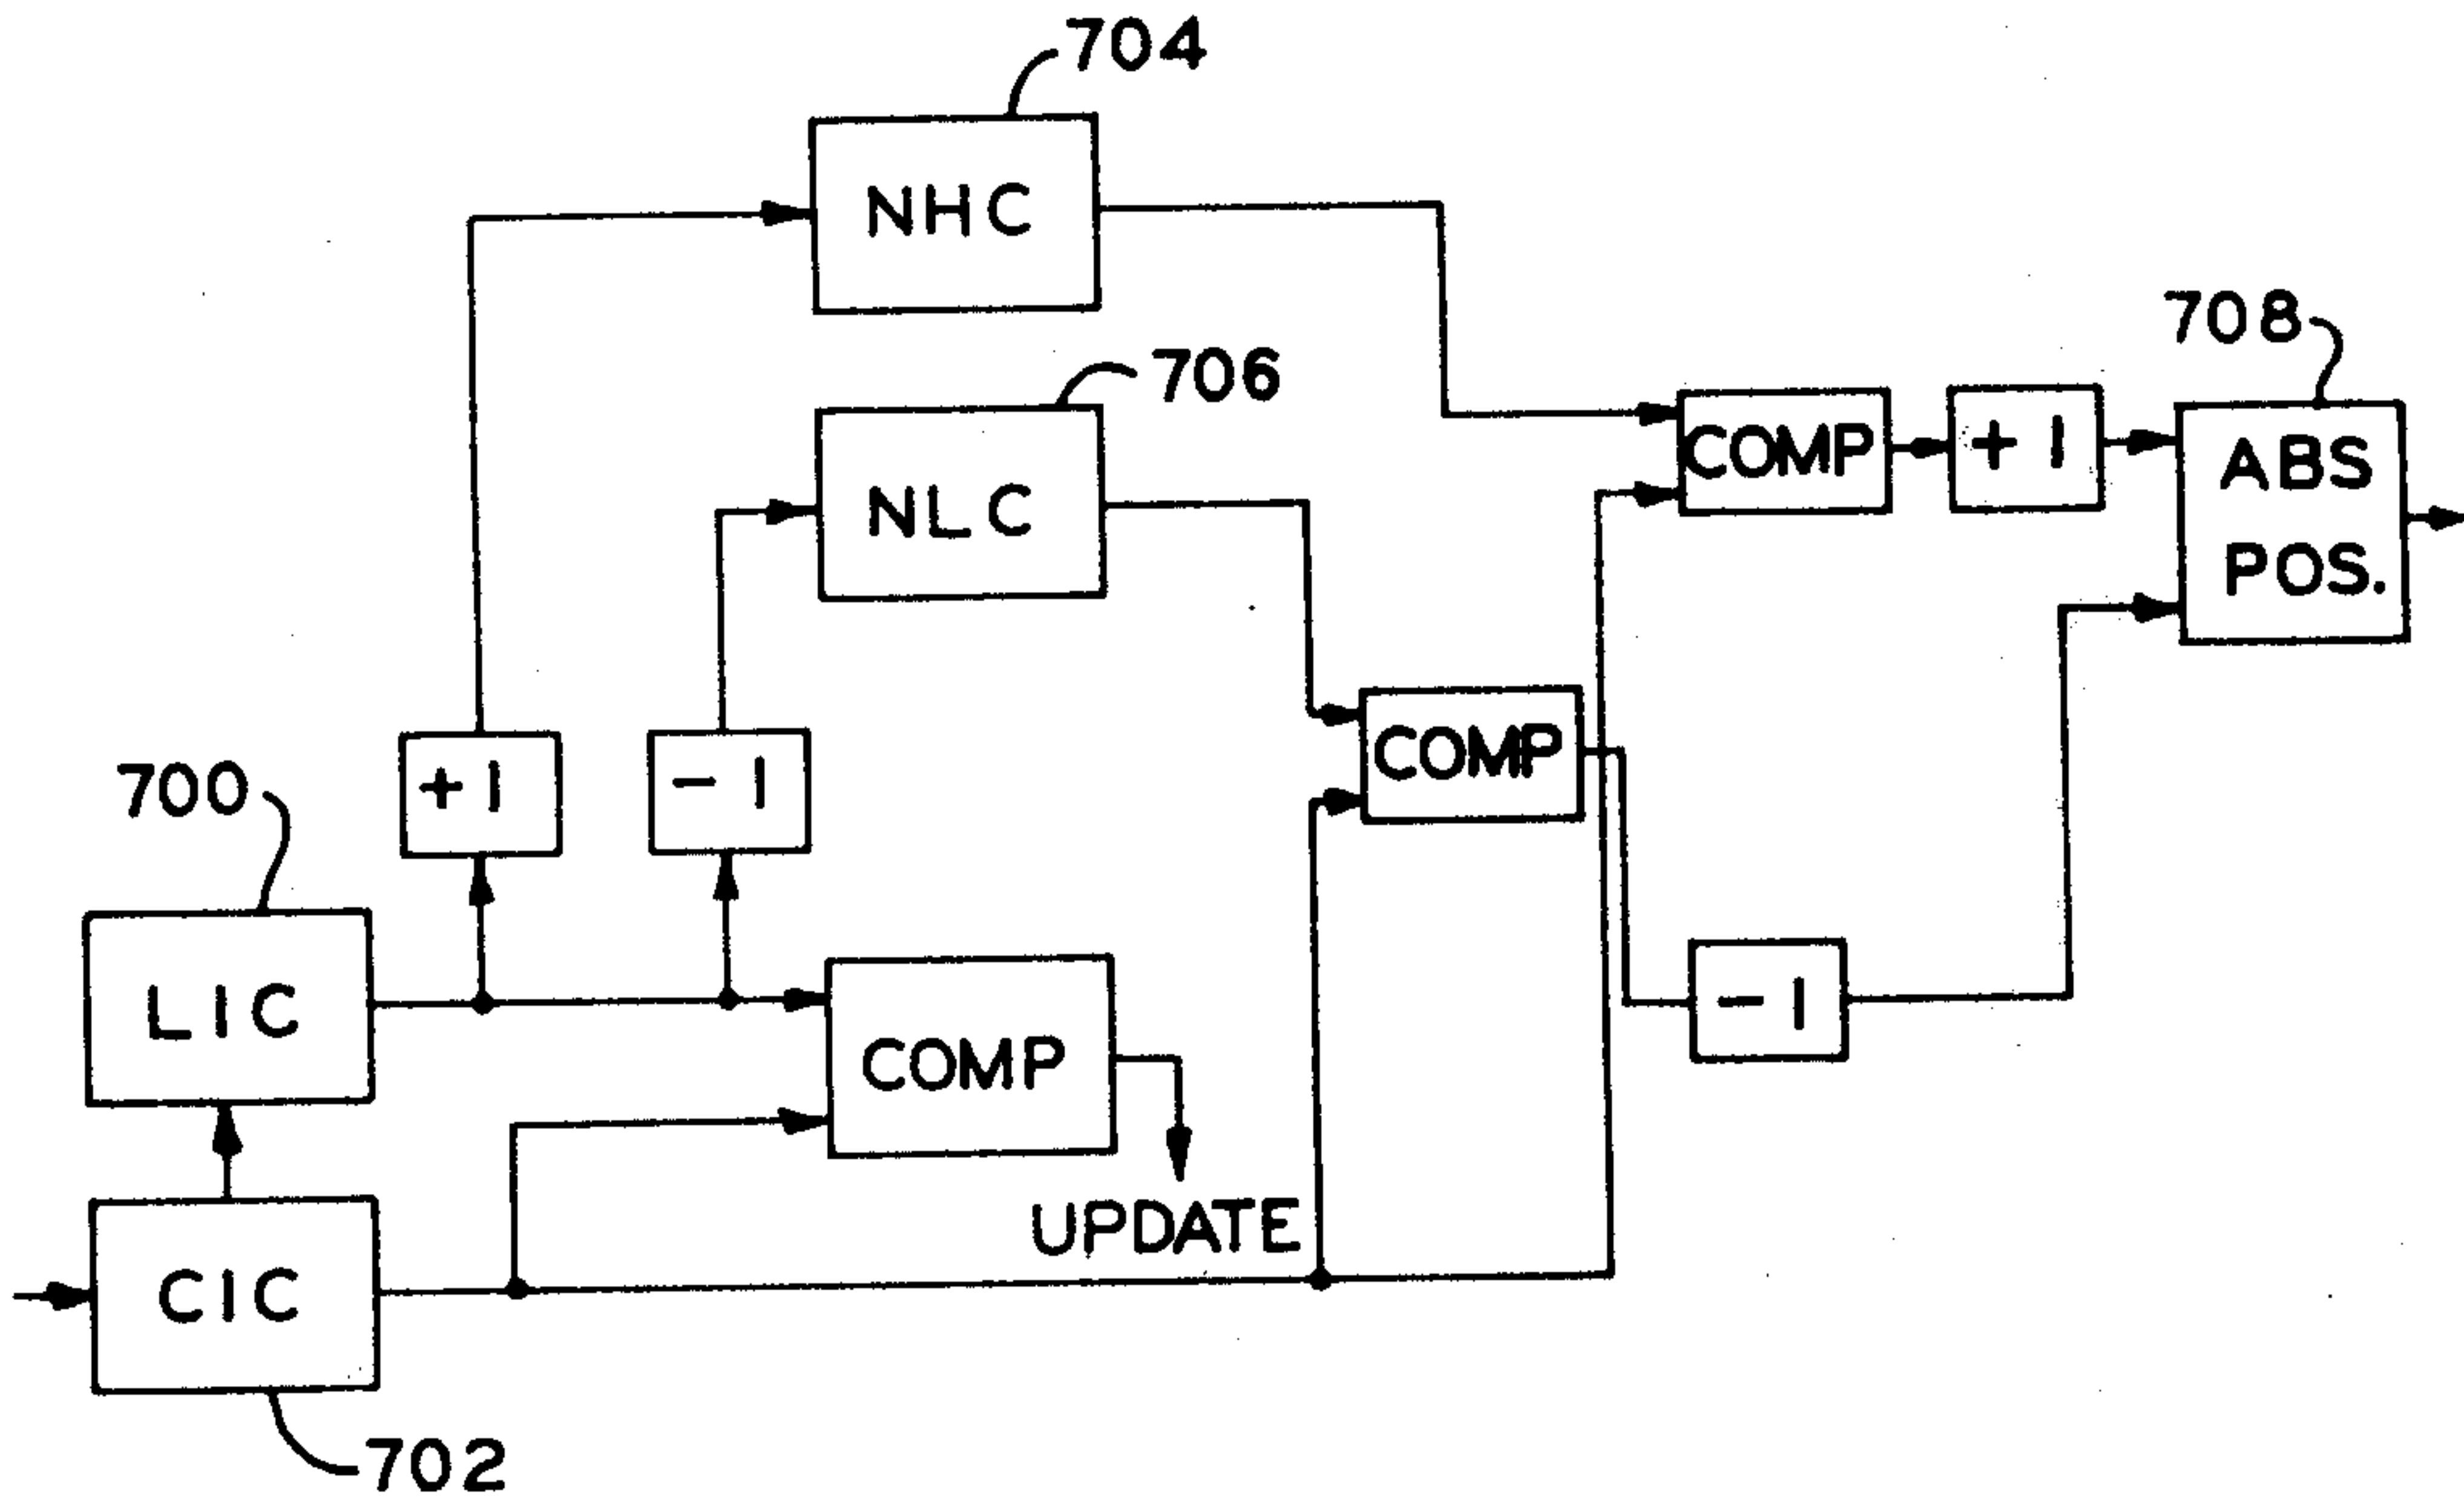 704
NHC
708
706
COMP
+1
ABS
POS.
NLC
COMP
700
+1
-1
LIC
COMP
-1
UPDATE
CIC
702